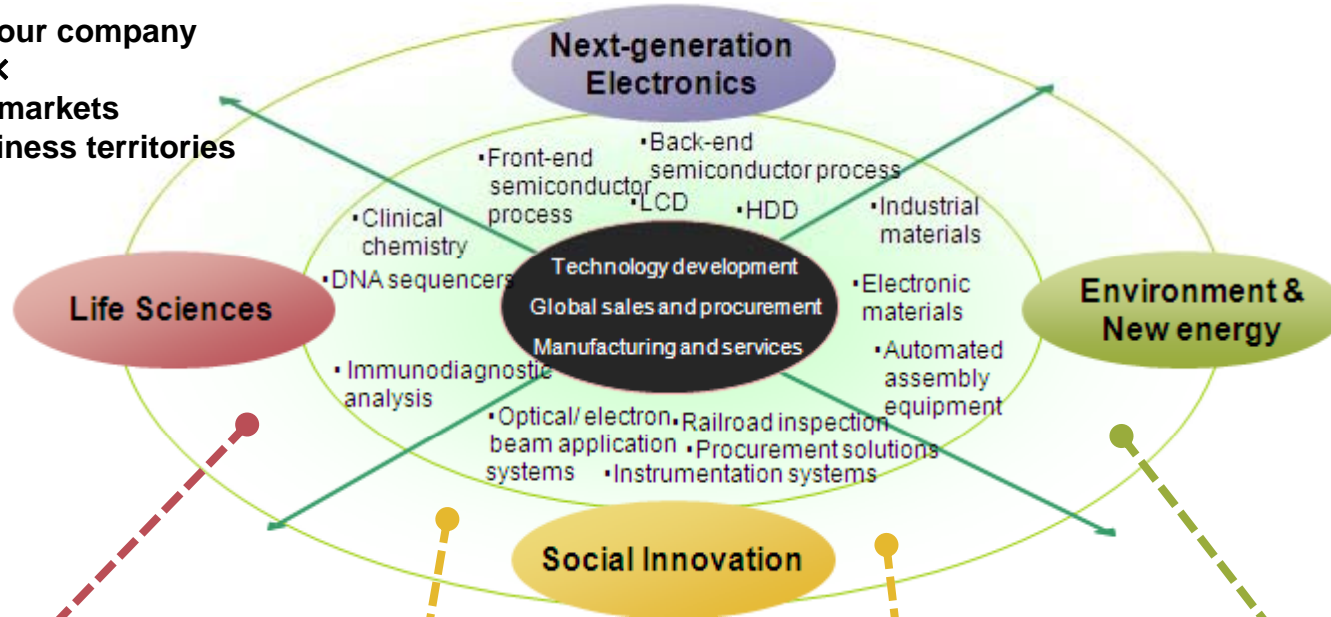 our company
×
markets
iness territories
Next-generation
Electronics
▪Front-end
semiconductor
process
▪Back-end
semiconductor process
▪LCD
▪HDD
▪Clinical
chemistry
▪DNA sequencers
▪Industrial
materials
Technology development
Global sales and procurement
Manufacturing and services
Life Sciences
▪Electronic
materials
Environment &
New energy
▪Immunodiagnostic
analysis
▪Automated
assembly
equipment
▪Optical/ electron
beam application
systems
▪Railroad inspection
▪Procurement solutions
▪Instrumentation systems
Social Innovation